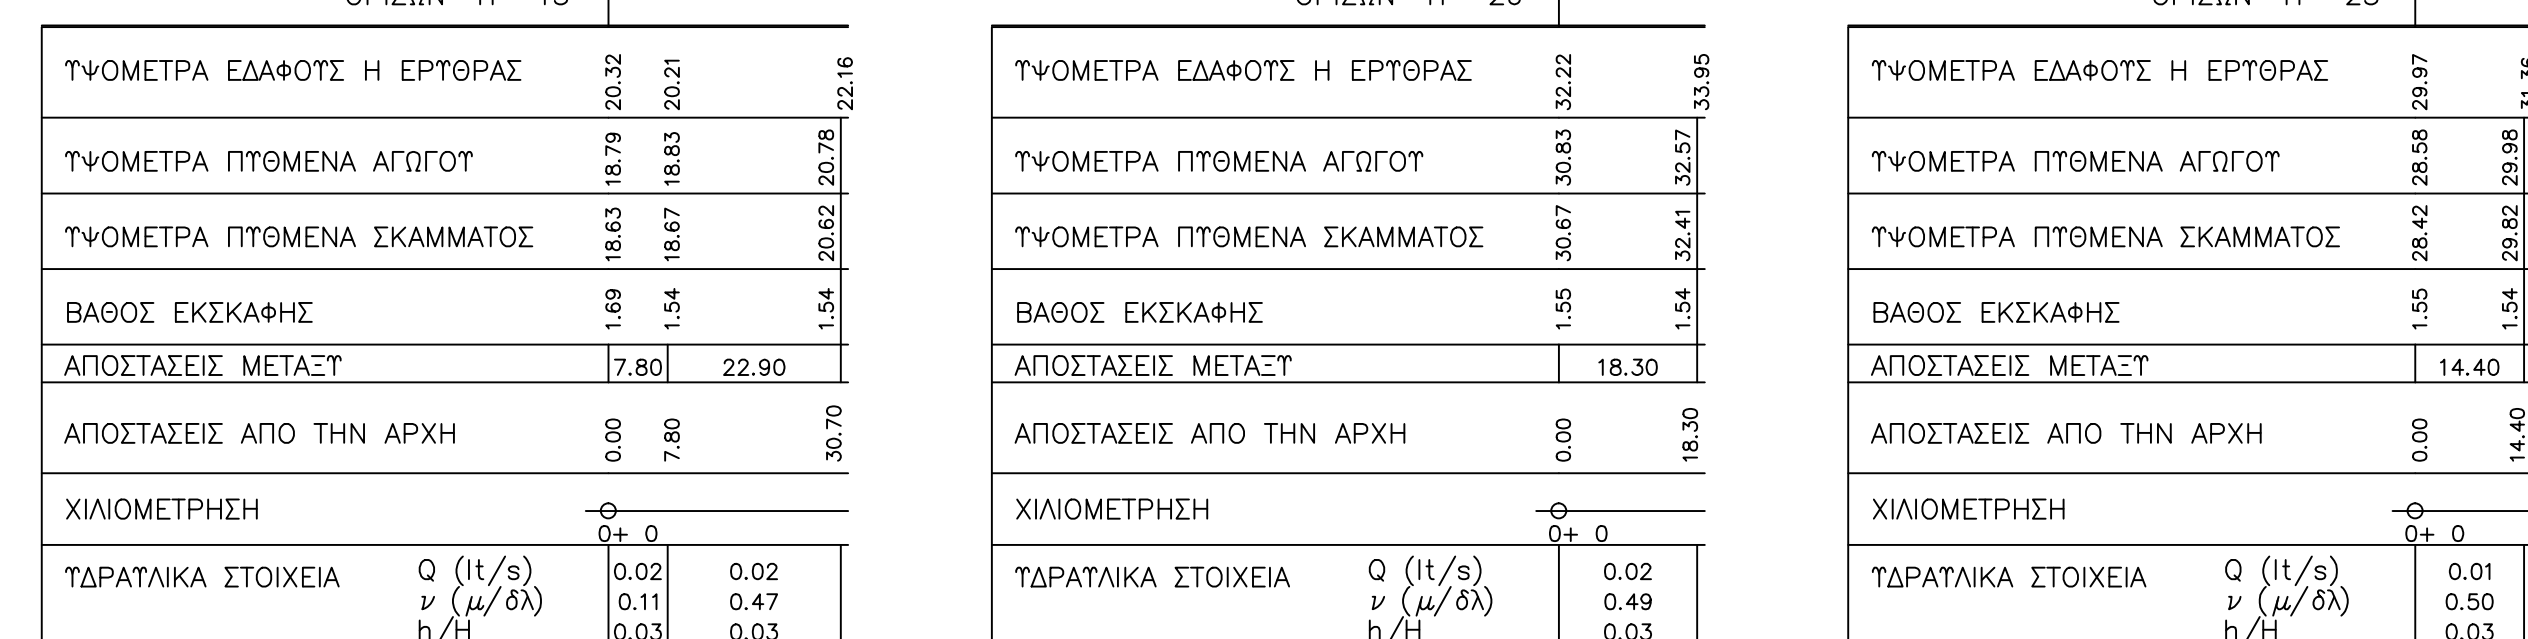 ΥΨΟΜΕΤΡΑ ΕΔΑΦΟΥΣ Η ΕΡΥΘΡΑΣ 20.32 20.21 22.16
ΥΨΟΜΕΤΡΑ ΠΥΘΜΕΝΑ ΑΓΩΓΟΥ 18.79 18.83 20.78
ΥΨΟΜΕΤΡΑ ΠΥΘΜΕΝΑ ΣΚΑΜΜΑΤΟΣ 18.63 18.67 20.62
ΒΑΘΟΣ ΕΚΣΚΑΦΗΣ 1.69 1.54 1.54
ΑΠΟΣΤΑΣΕΙΣ ΜΕΤΑΞΥ 7.80 22.90
ΑΠΟΣΤΑΣΕΙΣ ΑΠΟ ΤΗΝ ΑΡΧΗ 0.00 7.80 30.70
ΧΙΛΙΟΜΕΤΡΗΣΗ
0+ 0
ΥΔΡΑΥΛΙΚΑ ΣΤΟΙΧΕΙΑ Q (lt/s) 0.02 0.02
ν (μ/δλ) 0.11 0.47
h/H 0.03 0.03
ΥΨΟΜΕΤΡΑ ΕΔΑΦΟΥΣ Η ΕΡΥΘΡΑΣ 32.22 33.95
ΥΨΟΜΕΤΡΑ ΠΥΘΜΕΝΑ ΑΓΩΓΟΥ 30.83 32.57
ΥΨΟΜΕΤΡΑ ΠΥΘΜΕΝΑ ΣΚΑΜΜΑΤΟΣ 30.67 32.41
ΒΑΘΟΣ ΕΚΣΚΑΦΗΣ 1.55 1.54
ΑΠΟΣΤΑΣΕΙΣ ΜΕΤΑΞΥ 18.30
ΑΠΟΣΤΑΣΕΙΣ ΑΠΟ ΤΗΝ ΑΡΧΗ 0.00 18.30
ΧΙΛΙΟΜΕΤΡΗΣΗ
0+ 0
ΥΔΡΑΥΛΙΚΑ ΣΤΟΙΧΕΙΑ Q (lt/s) 0.02
ν (μ/δλ) 0.49
h/H 0.03
ΥΨΟΜΕΤΡΑ ΕΔΑΦΟΥΣ Η ΕΡΥΘΡΑΣ 29.97
ΥΨΟΜΕΤΡΑ ΠΥΘΜΕΝΑ ΑΓΩΓΟΥ 28.58 29.98
ΥΨΟΜΕΤΡΑ ΠΥΘΜΕΝΑ ΣΚΑΜΜΑΤΟΣ 28.42 29.82
ΒΑΘΟΣ ΕΚΣΚΑΦΗΣ 1.55 1.54
ΑΠΟΣΤΑΣΕΙΣ ΜΕΤΑΞΥ 14.40
ΑΠΟΣΤΑΣΕΙΣ ΑΠΟ ΤΗΝ ΑΡΧΗ 0.00 14.40
ΧΙΛΙΟΜΕΤΡΗΣΗ
0+ 0
ΥΔΡΑΥΛΙΚΑ ΣΤΟΙΧΕΙΑ Q (lt/s) 0.01
ν (μ/δλ) 0.50
h/H 0.03